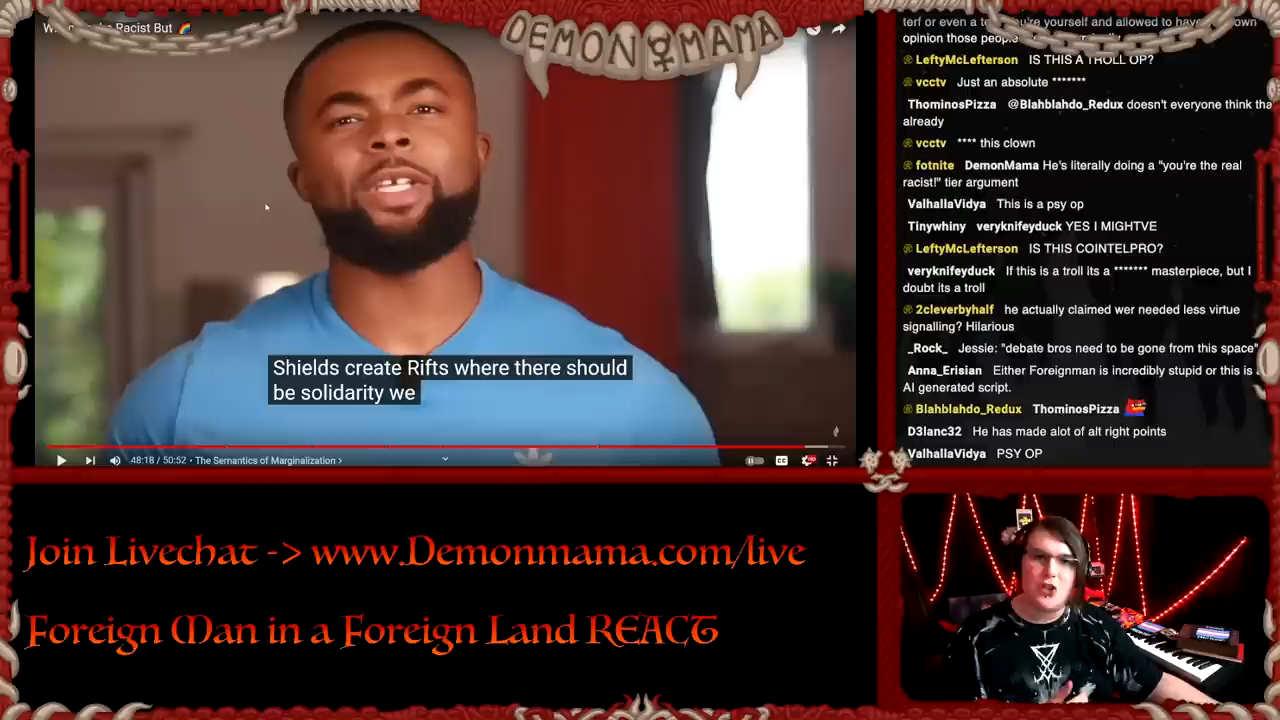 Racist But 🌈
DEMON MAMA
Shields create Rifts where there should
be solidarity we
48:18 / 50:52 • The Semantics of Marginalization ›
terf or even a te you're yourself and allowed to have own
opinion those
LeftyMcLefterson IS THIS A TROLL OP?
vcctv Just an absolute *******
ThominosPizza @Blahblahdo_Redux doesn't everyone think tha
already
vcctv **** this clown
fotnite DemonMama He's literally doing a "you're the real
racist!" tier argument
ValhallaVidya This is a psy op
Tinywhiny veryknifeyduck YES I MIGHTVE
LeftyMcLefterson IS THIS COINTELPRO?
veryknifeyduck If this is a troll its a ******* masterpiece, but I
doubt its a troll
2cleverbyhalf he actually claimed wer needed less virtue
signalling? Hilarious
_Rock_ Jessie: "debate bros need to be gone from this space"
Anna_Erisian Either Foreignman is incredibly stupid or this is
AI generated script.
Blahblahdo_Redux ThominosPizza
D3lanc32 He has made alot of alt right points
ValhallaVidya PSY OP
Join Livechat -> www.Demonmama.com/live
Foreign Man in a Foreign Land REACT